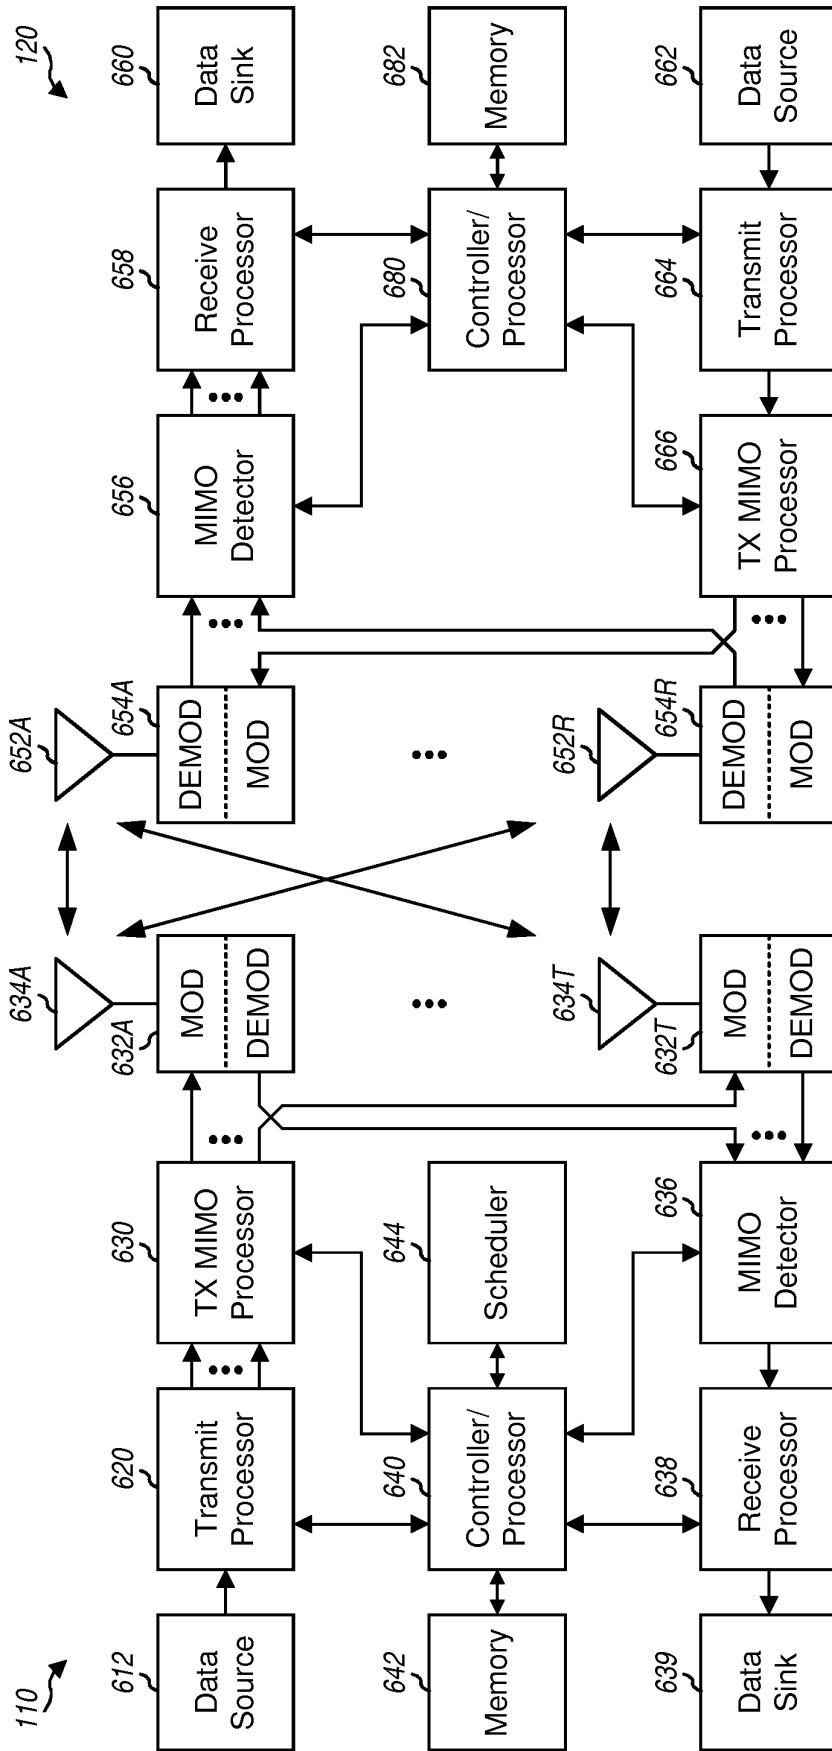 110
120
612
Data
Source
620
Transmit
Processor
630
TX MIMO
Processor
632A
MOD
DEMOD
634A
652A
654A
DEMOD
MOD
656
MIMO
Detector
658
Receive
Processor
660
Data
Sink
642
Memory
640
Controller/
Processor
644
Scheduler
680
Controller/
Processor
682
Memory
639
Data
Sink
638
Receive
Processor
636
MIMO
Detector
632T
MOD
DEMOD
634T
652R
654R
DEMOD
MOD
666
TX MIMO
Processor
664
Transmit
Processor
662
Data
Source